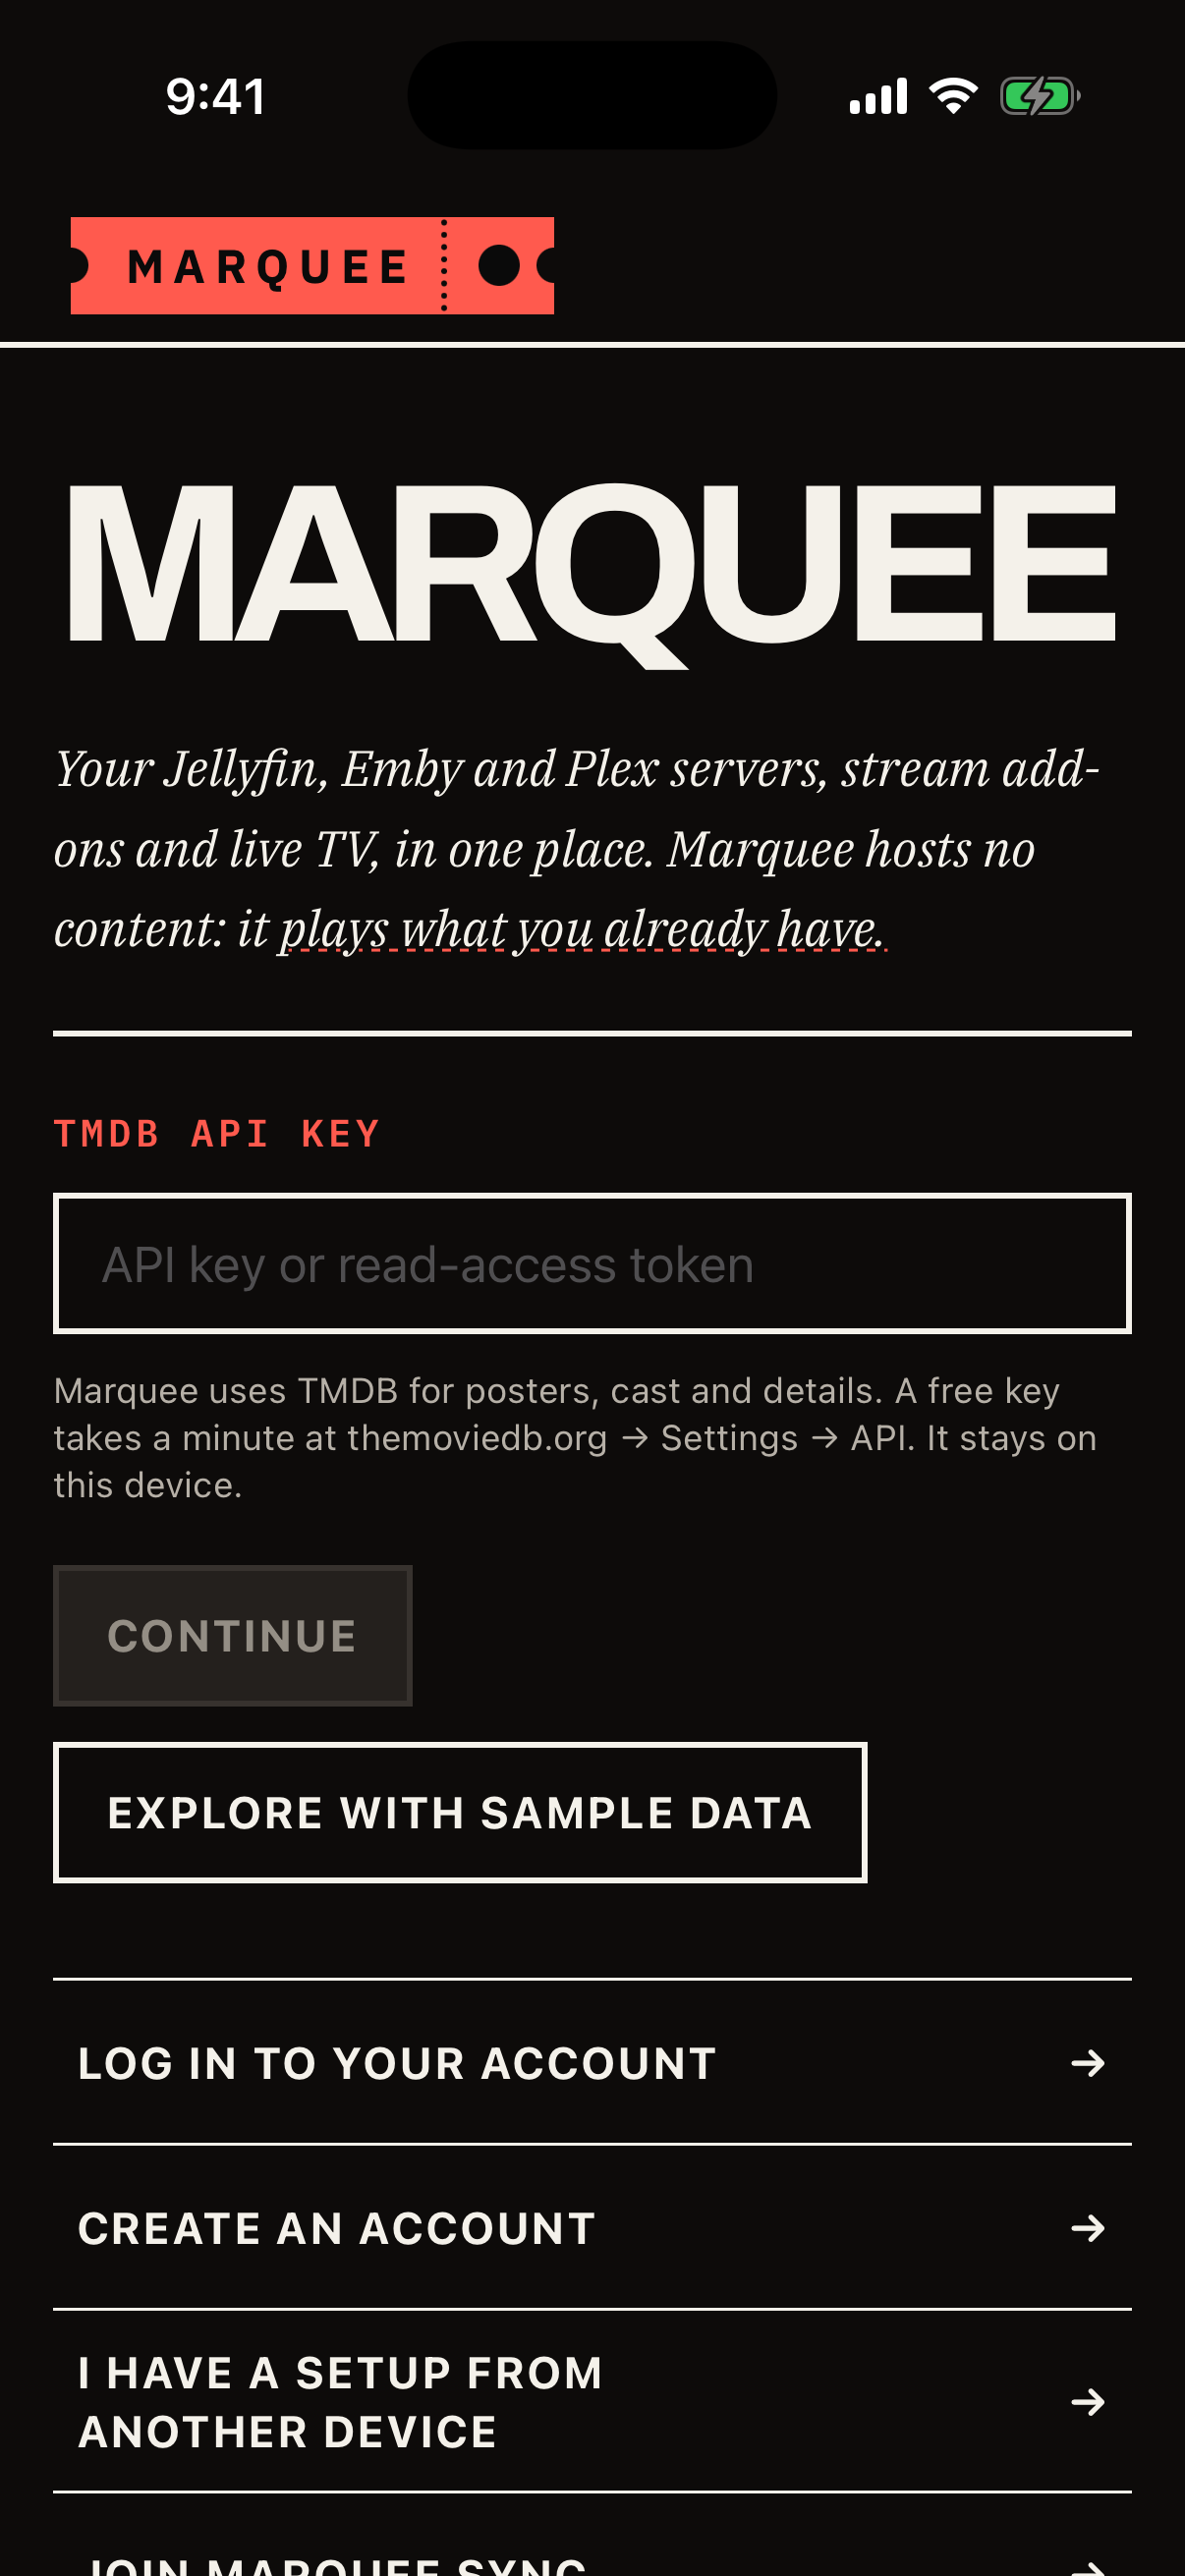 9:41
MARQUEE
MARQUEE
Your Jellyfin, Emby and Plex servers, stream add-
ons and live TV, in one place. Marquee hosts no
content: it plays what you already have.
TMDB API KEY
API key or read-access token
Marquee uses TMDB for posters, cast and details. A free key
takes a minute at themoviedb.org → Settings → API. It stays on
this device.
CONTINUE
EXPLORE WITH SAMPLE DATA
LOG IN TO YOUR ACCOUNT
CREATE AN ACCOUNT
I HAVE A SETUP FROM
ANOTHER DEVICE
JOIN MARQUEE SYNC